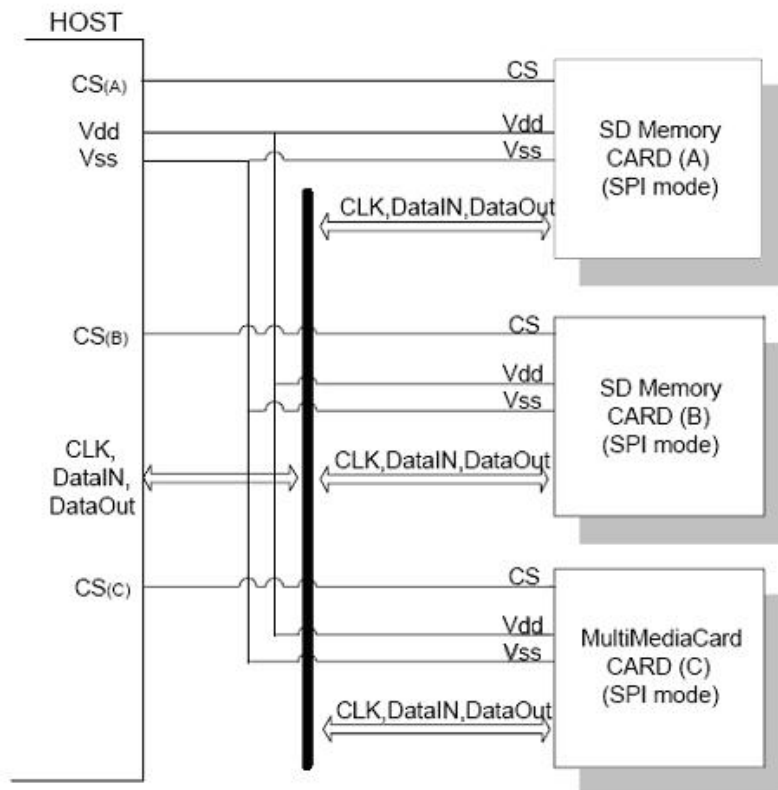 HOST
CS(A)
CS
Vdd
Vdd
Vss
Vss
SD Memory
CARD (A)
(SPI mode)
CLK,DataIN,DataOut
CS(B)
CS
Vdd
Vss
SD Memory
CARD (B)
(SPI mode)
CLK,
DataIN,
DataOut
CLK,DataIN,DataOut
CS(C)
CS
Vdd
Vss
MultiMediaCard
CARD (C)
(SPI mode)
CLK,DataIN,DataOut